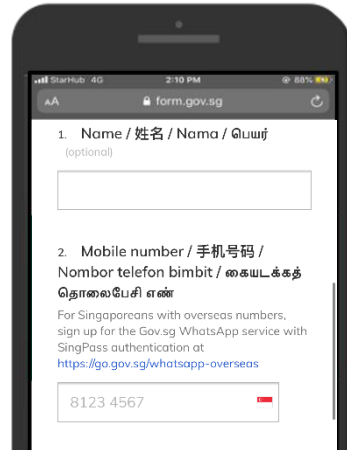 StarHub 4G 2:10 PM 88%
AA form.gov.sg
1. Name / 姓名 / Nama / பெயர்
(optional)
2. Mobile number / 手机号码 /
Nombor telefon bimbit / கையடக்கத்
தொலைபேசி எண்
For Singaporeans with overseas numbers,
sign up for the Gov.sg WhatsApp service with
SingPass authentication at
https://go.gov.sg/whatsapp-overseas
8123 4567